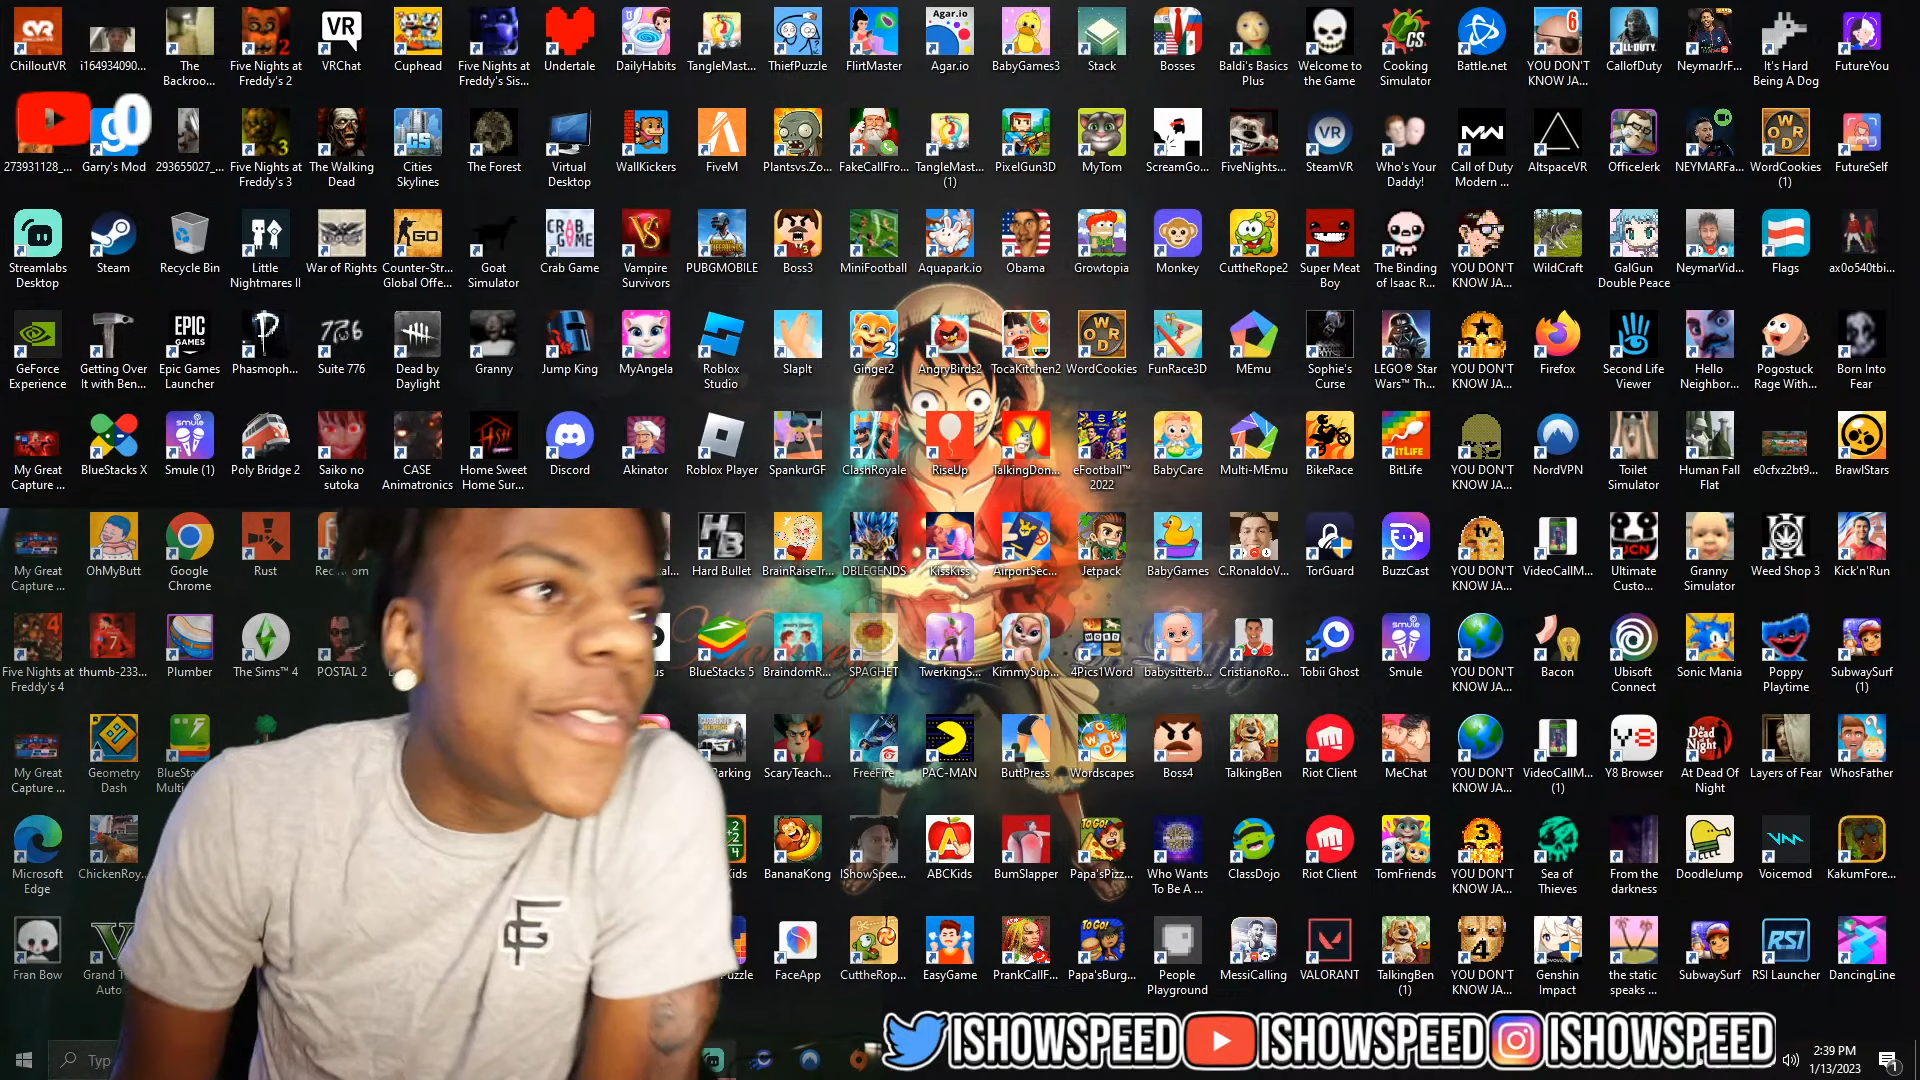 ChilloutVR
i164934090...
The Backroo...
Five Nights at Freddy's 2
VRChat
Cuphead
Five Nights at Freddy's Sis...
Undertale
DailyHabits
TangleMast...
ThiefPuzzle
FlirtMaster
Agar.io
BabyGames3
Stack
Bosses
Baldi's Basics Plus
Welcome to the Game
Cooking Simulator
Battle.net
YOU DON'T KNOW JA...
CallofDuty
NeymarJrF...
It's Hard Being A Dog
FutureYou
273931128_...
Garry's Mod
293655027_...
Five Nights at Freddy's 3
The Walking Dead
Cities Skylines
The Forest
Virtual Desktop
WallKickers
FiveM
Plantsvs.Zo...
FakeCallFro...
TangleMast... (1)
PixelGun3D
MyTom
ScreamGo...
FiveNights...
SteamVR
Who's Your Daddy!
Call of Duty Modern ...
AltspaceVR
OfficeJerk
NEYMARFa...
WordCookies (1)
FutureSelf
Streamlabs Desktop
Steam
Recycle Bin
Little Nightmares II
War of Rights
Counter-Str... Global Offe...
Goat Simulator
Crab Game
Vampire Survivors
PUBGMOBILE
Boss3
MiniFootball
Aquapark.io
Obama
Growtopia
Monkey
CuttheRope2
Super Meat Boy
The Binding of Isaac R...
YOU DON'T KNOW JA...
WildCraft
GalGun Double Peace
NeymarVid...
Flags
ax0o540tbi...
GeForce Experience
Getting Over It with Ben...
Epic Games Launcher
Phasmoph...
Suite 776
Dead by Daylight
Granny
Jump King
MyAngela
Roblox Studio
SlapIt
Ginger2
AngryBirds2
TocaKitchen2
WordCookies
FunRace3D
MEmu
Sophie's Curse
LEGO® Star Wars™ Th...
YOU DON'T KNOW JA...
Firefox
Second Life Viewer
Hello Neighbor...
Pogostuck Rage With...
Born Into Fear
My Great Capture ...
BlueStacks X
Smule (1)
Poly Bridge 2
Saiko no sutoka
CASE Animatronics
Home Sweet Home Sur...
Discord
Akinator
Roblox Player
SpankurGF
ClashRoyale
RiseUp
TalkingDon...
eFootball™ 2022
BabyCare
Multi-MEmu
BikeRace
BitLife
YOU DON'T KNOW JA...
NordVPN
Toilet Simulator
Human Fall Flat
e0cfxz2bt9...
BrawlStars
My Great Capture ...
OhMyButt
Google Chrome
Rust
Rec Room
Hard Bullet
BrainRaiseTr...
DBLEGENDS
KissKiss
AirportSec...
Jetpack
BabyGames
C.RonaldoV...
TorGuard
BuzzCast
YOU DON'T KNOW JA...
VideoCallM...
Ultimate Custo...
Granny Simulator
Weed Shop 3
Kick'n'Run
Five Nights at Freddy's 4
thumb-233...
Plumber
The Sims™ 4
POSTAL 2
BlueStacks 5
BraindomR...
SPAGHET
TwerkingS...
KimmySup...
4Pics1Word
babysitterb...
CristianoRo...
Tobii Ghost
Smule
YOU DON'T KNOW JA...
Bacon
Ubisoft Connect
Sonic Mania
Poppy Playtime
SubwaySurf (1)
My Great Capture ...
Geometry Dash
BlueSta Multi
Parking
ScaryTeach...
FreeFire
PAC-MAN
ButtPress
Wordscapes
Boss4
TalkingBen
Riot Client
MeChat
YOU DON'T KNOW JA...
VideoCallM... (1)
Y8 Browser
At Dead Of Night
Layers of Fear
WhosFather
Microsoft Edge
ChickenRoy...
Kids
BananaKong
IShowSpee...
ABCKids
BumSlapper
Papa'sPizz...
Who Wants To Be A ...
ClassDojo
Riot Client
TomFriends
YOU DON'T KNOW JA...
Sea of Thieves
From the darkness
DoodleJump
Voicemod
KakumFore...
Fran Bow
Grand T Auto
Puzzle
FaceApp
CuttheRop...
EasyGame
PrankCallF...
Papa'sBurg...
People Playground
MessiCalling
VALORANT
TalkingBen (1)
YOU DON'T KNOW JA...
Genshin Impact
the static speaks ...
SubwaySurf
RSI Launcher
DancingLine
ISHOWSPEED ISHOWSPEED ISHOWSPEED
Typ
2:39 PM
1/13/2023